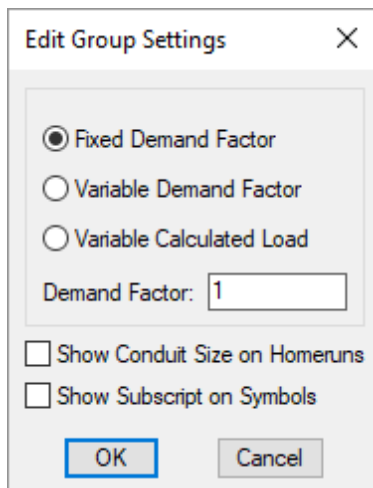 Edit Group Settings
Fixed Demand Factor
Variable Demand Factor
Variable Calculated Load
Demand Factor: 1
Show Conduit Size on Homeruns
Show Subscript on Symbols
OK Cancel